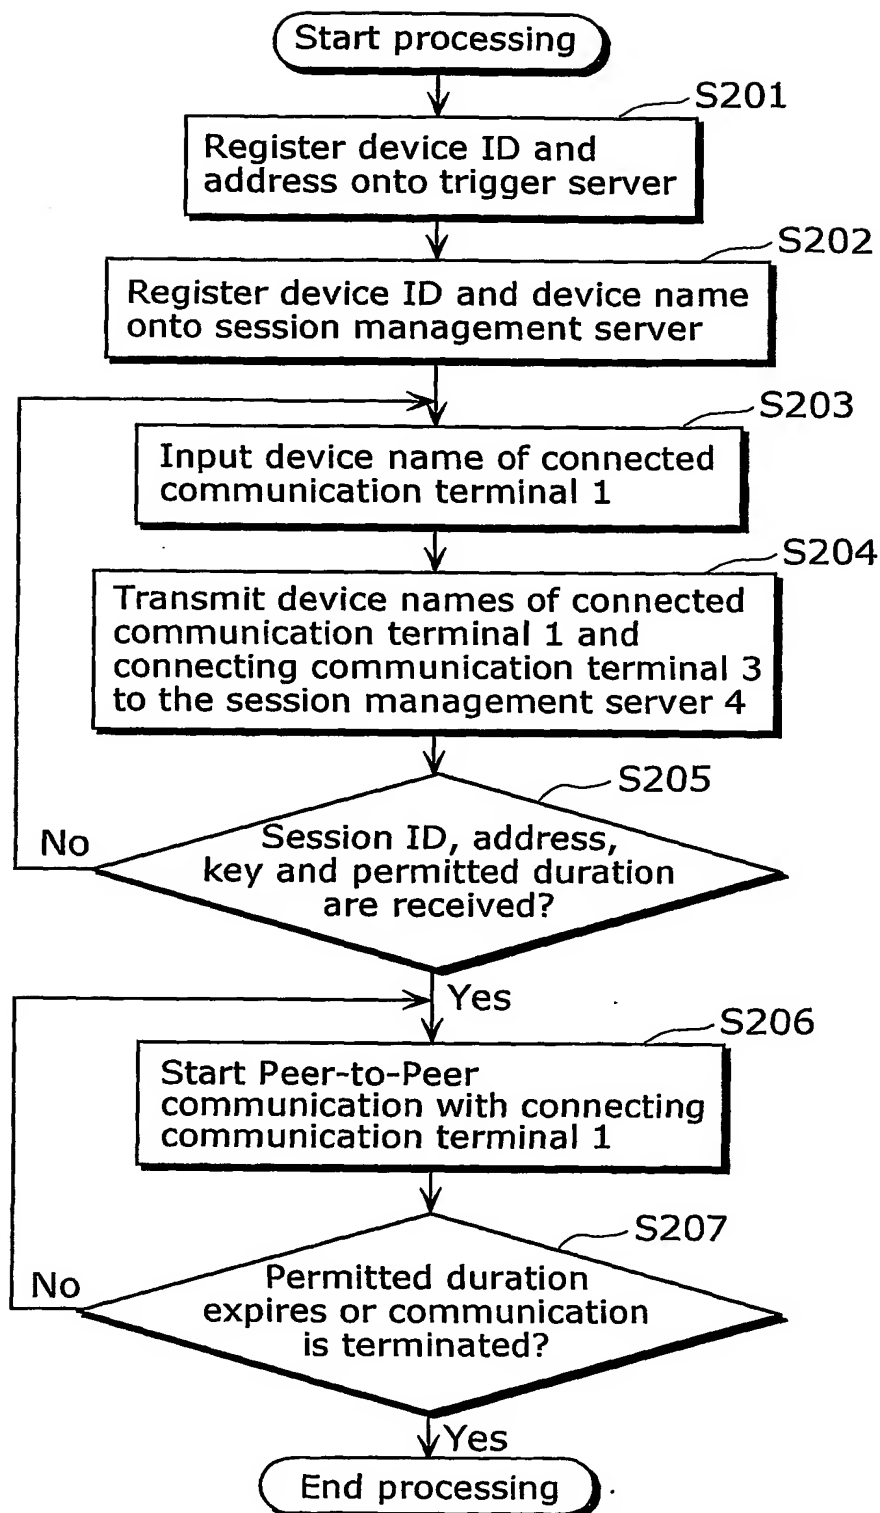 Start processing
S201
Register device ID and
address onto trigger server
S202
Register device ID and device name
onto session management server
S203
Input device name of connected
communication terminal 1
S204
Transmit device names of connected
communication terminal 1 and
connecting communication terminal 3
to the session management server 4
S205
Session ID, address,
key and permitted duration
are received?
No
Yes
S206
Start Peer-to-Peer
communication with connecting
communication terminal 1
S207
Permitted duration
expires or communication
is terminated?
No
Yes
End processing